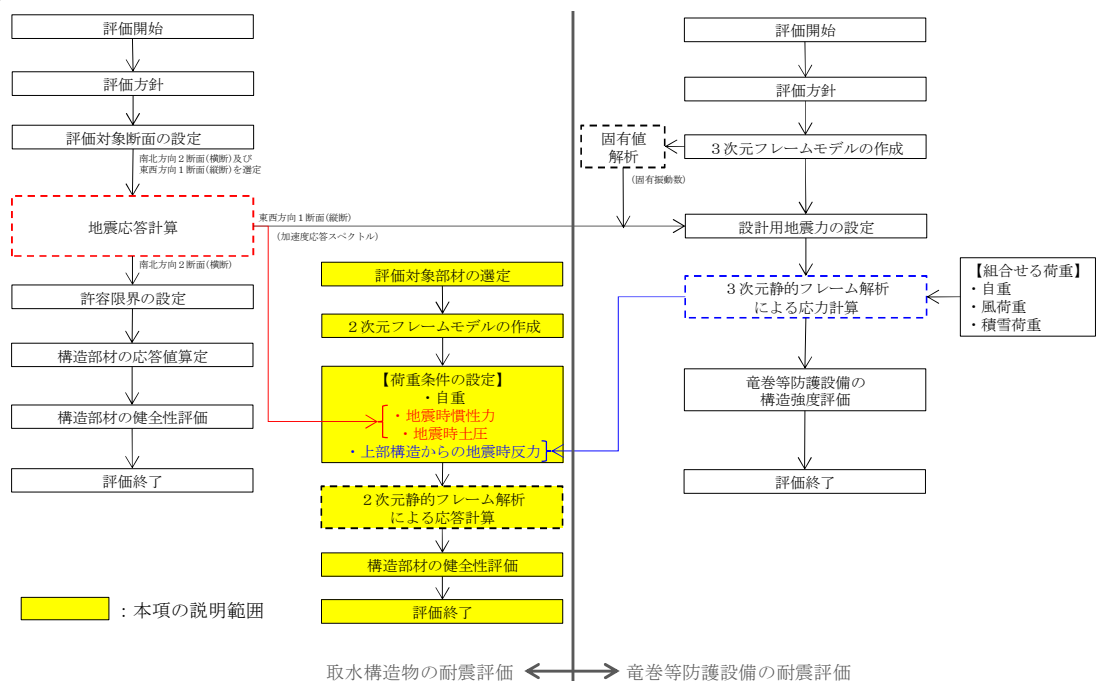 評価開始
評価方針
評価対象断面の設定
南北方向２断面(横断)及び
東西方向１断面(縦断)を選定
地震応答計算
東西方向１断面(縦断)
(加速度応答スペクトル)
南北方向２断面(横断)
許容限界の設定
構造部材の応答値算定
構造部材の健全性評価
評価終了
評価対象部材の選定
２次元フレームモデルの作成
【荷重条件の設定】
・自重
・地震時慣性力
・地震時土圧
・上部構造からの地震時反力
２次元静的フレーム解析
による応答計算
構造部材の健全性評価
評価終了
：本項の説明範囲
評価開始
評価方針
固有値
解析
３次元フレームモデルの作成
(固有振動数)
設計用地震力の設定
３次元静的フレーム解析
による応力計算
【組合せる荷重】
・自重
・風荷重
・積雪荷重
竜巻等防護設備の
構造強度評価
評価終了
取水構造物の耐震評価
竜巻等防護設備の耐震評価